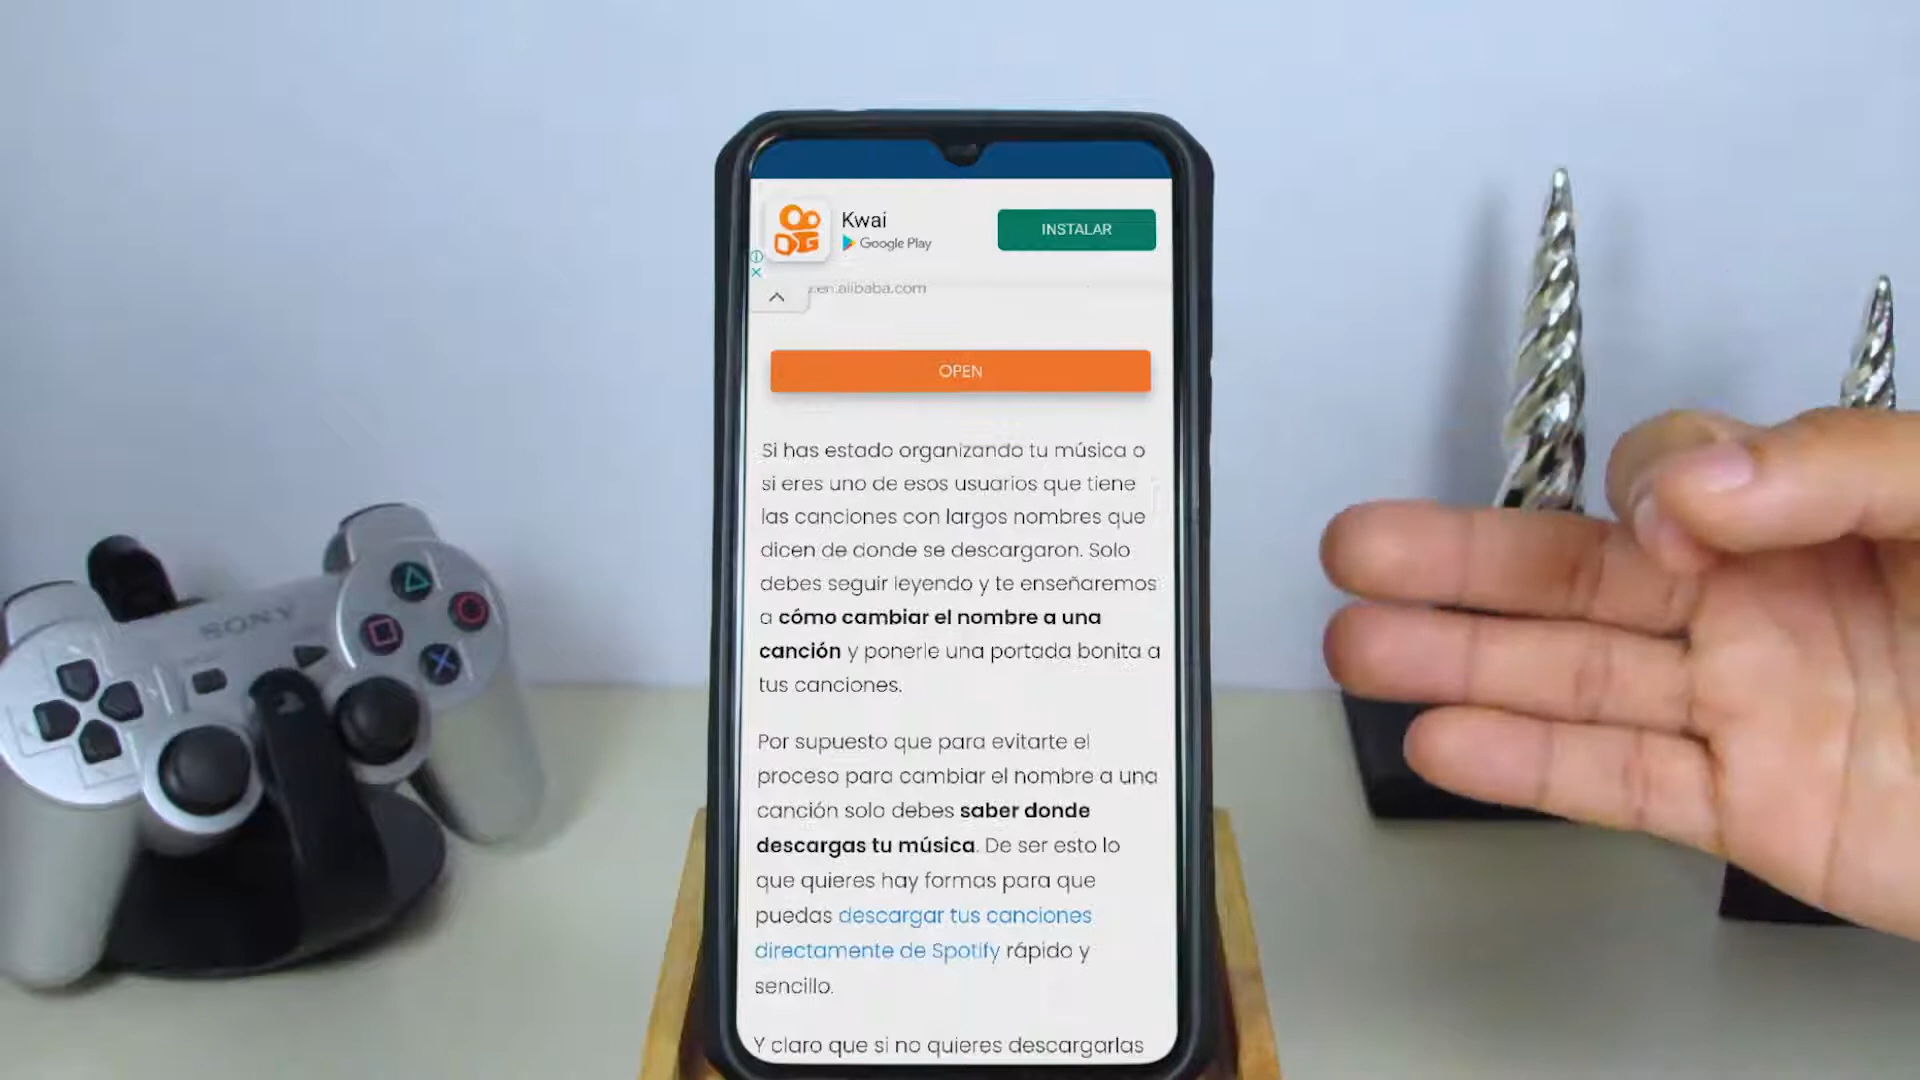 Kwai
Google Play
INSTALAR
.en.alibaba.com
OPEN
Si has estado organizando tu música o
si eres uno de esos usuarios que tiene
las canciones con largos nombres que
dicen de donde se descargaron. Solo
debes seguir leyendo y te enseñaremos
a cómo cambiar el nombre a una
canción y ponerle una portada bonita a
tus canciones.
Por supuesto que para evitarte el
proceso para cambiar el nombre a una
canción solo debes saber donde
descargas tu música. De ser esto lo
que quieres hay formas para que
puedas descargar tus canciones
directamente de Spotify rápido y
sencillo.
Y claro que si no quieres descargarlas
SONY